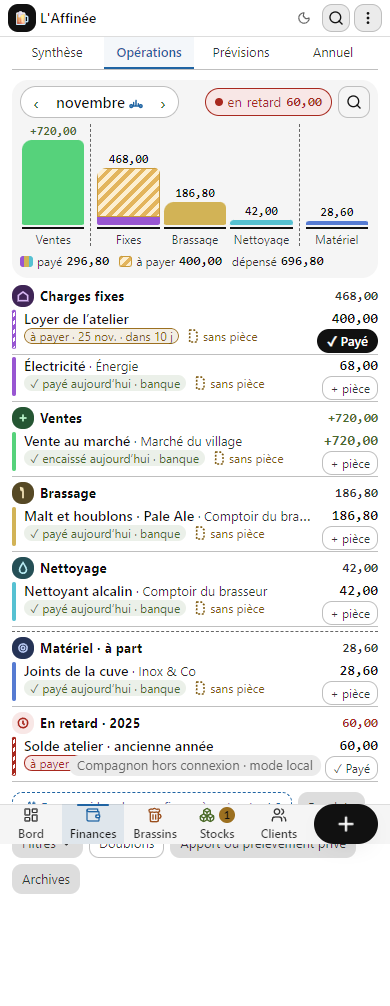 L'Affinée
Synthèse Opérations Prévisions Annuel
‹ novembre › en retard 60,00
+720,00
468,00
186,80
42,00
28,60
Ventes Fixes Brassage Nettoyage Matériel
payé 296,80 à payer 400,00 dépensé 696,80
Charges fixes 468,00
Loyer de l'atelier 400,00
à payer · 25 nov. · dans 10 j sans pièce ✓ Payé
Électricité · Énergie 68,00
✓ payé aujourd'hui · banque sans pièce + pièce
Ventes +720,00
Vente au marché · Marché du village +720,00
✓ encaissé aujourd'hui · banque sans pièce + pièce
Brassage 186,80
Malt et houblons · Pale Ale · Comptoir du bra... 186,80
✓ payé aujourd'hui · banque sans pièce + pièce
Nettoyage 42,00
Nettoyant alcalin · Comptoir du brasseur 42,00
✓ payé aujourd'hui · banque sans pièce + pièce
Matériel · à part 28,60
Joints de la cuve · Inox & Co 28,60
✓ payé aujourd'hui · banque sans pièce + pièce
En retard · 2025 60,00
Solde atelier · ancienne année 60,00
à payer Compagnon hors connexion · mode local ✓ Payé
Bord Finances Brassins Stocks 1 Clients +
Filtres Doublons Apport ou prélèvement privé
Archives